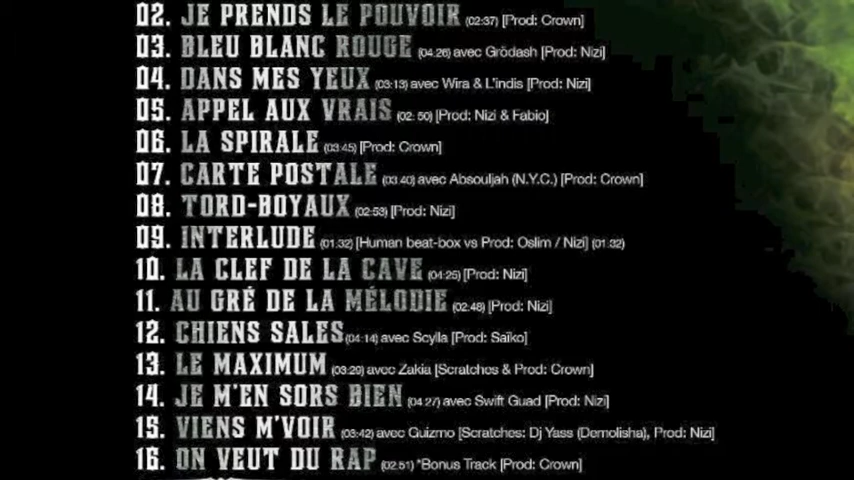 02. JE PRENDS LE POUVOIR (02:37) [Prod: Crown]
03. BLEU BLANC ROUGE (04:26) avec Grödash [Prod: Nizi]
04. DANS MES YEUX (03:13) avec Wira & L'indis [Prod: Nizi]
05. APPEL AUX VRAIS (02: 50) [Prod: Nizi & Fabio]
06. LA SPIRALE (03:45) [Prod: Crown]
07. CARTE POSTALE (03:40) avec Absouljah (N.Y.C.) [Prod: Crown]
08. TORD-BOYAUX (02:53) [Prod: Nizi]
09. INTERLUDE (01:32) [Human beat-box vs Prod: Oslim / Nizi] (01:32)
10. LA CLEF DE LA CAVE (04:25) [Prod: Nizi]
11. AU GRÉ DE LA MÉLODIE (02:48) [Prod: Nizi]
12. CHIENS SALES (04:14) avec Scylla [Prod: Saïko]
13. LE MAXIMUM (03:29) avec Zakia [Scratches & Prod: Crown]
14. JE M'EN SORS BIEN (04:27) avec Swift Guad [Prod: Nizi]
15. VIENS M'VOIR (03:42) avec Guizmo [Scratches: Dj Yass (Demolisha), Prod: Nizi]
16. ON VEUT DU RAP (02:51) *Bonus Track [Prod: Crown]